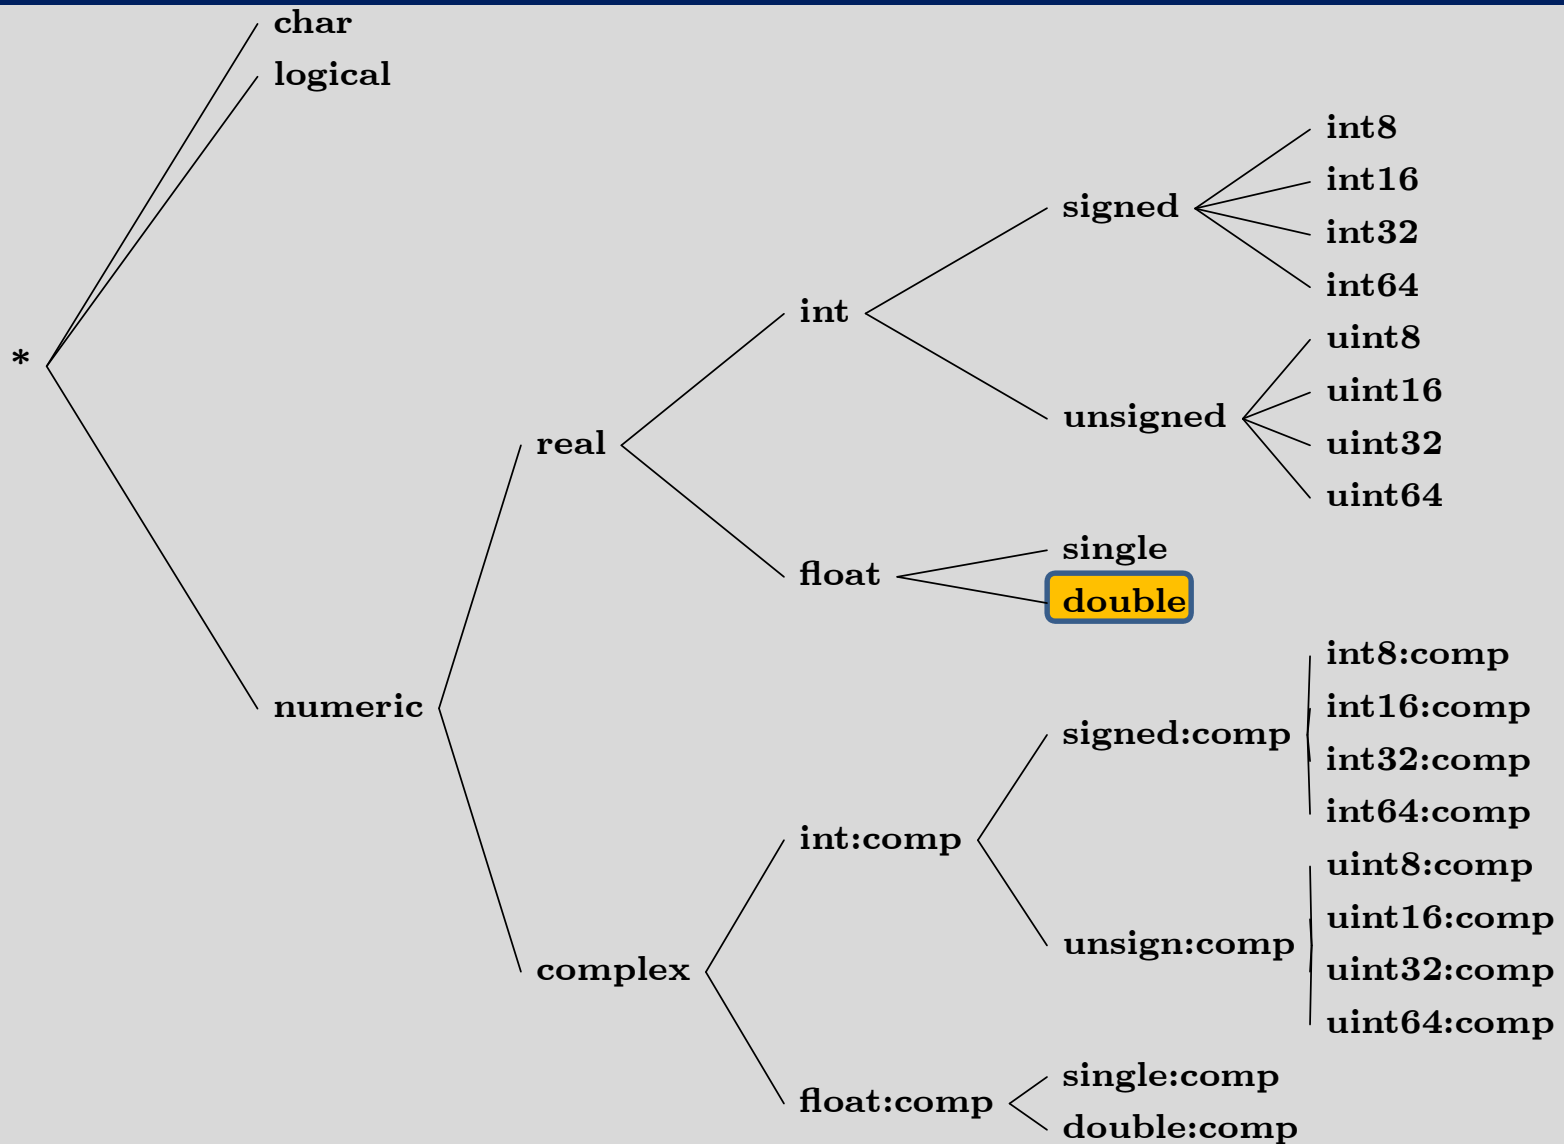 char
logical
int8
int16
signed
int32
int64
int
uint8
*
uint16
unsigned
real
uint32
uint64
single
float
double
int8:comp
numeric
int16:comp
signed:comp
int32:comp
int64:comp
int:comp
uint8:comp
uint16:comp
unsign:comp
complex
uint32:comp
uint64:comp
single:comp
float:comp
double:comp